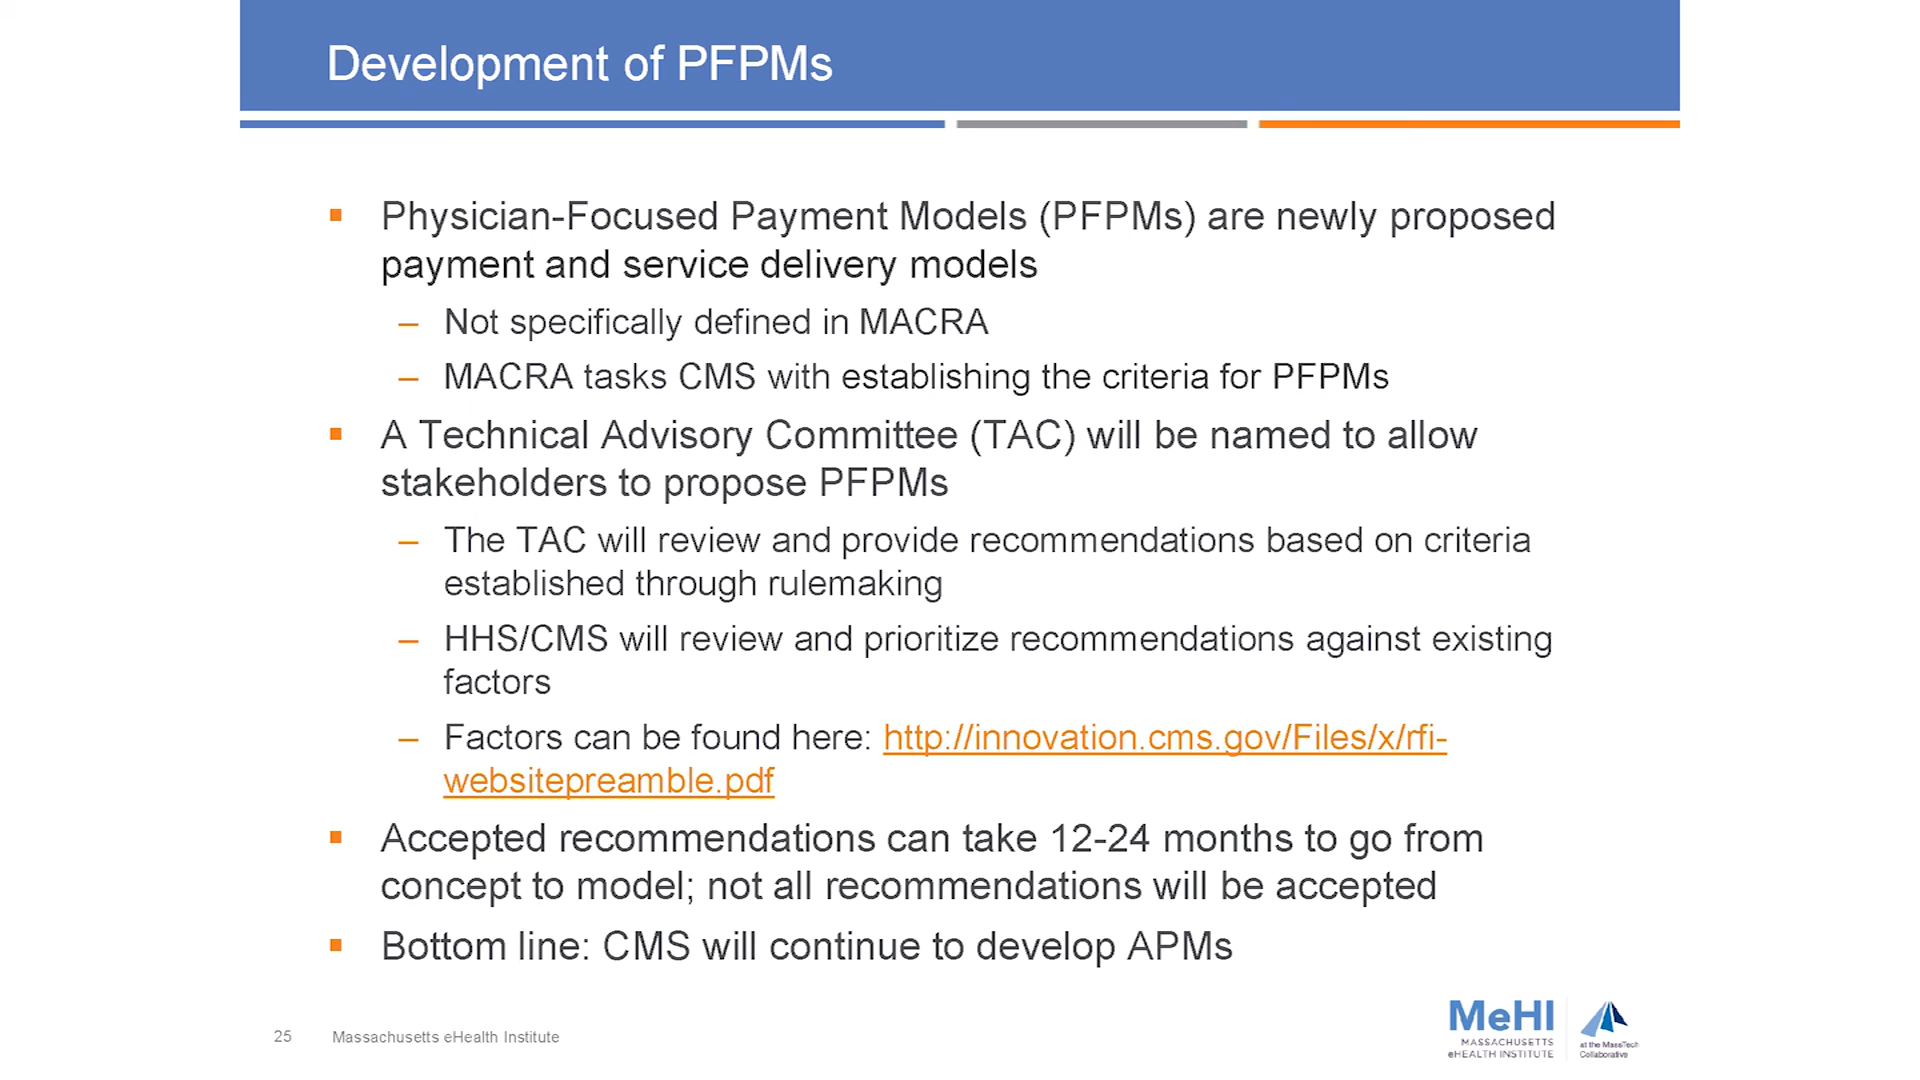 Development of PFPMs
▪ Physician-Focused Payment Models (PFPMs) are newly proposed
payment and service delivery models
– Not specifically defined in MACRA
– MACRA tasks CMS with establishing the criteria for PFPMs
▪ A Technical Advisory Committee (TAC) will be named to allow
stakeholders to propose PFPMs
– The TAC will review and provide recommendations based on criteria
established through rulemaking
– HHS/CMS will review and prioritize recommendations against existing
factors
– Factors can be found here: http://innovation.cms.gov/Files/x/rfi-
websitepreamble.pdf
▪ Accepted recommendations can take 12-24 months to go from
concept to model; not all recommendations will be accepted
▪ Bottom line: CMS will continue to develop APMs
25 Massachusetts eHealth Institute
MeHI
MASSACHUSETTS
eHEALTH INSTITUTE
at the MassTech
Collaborative